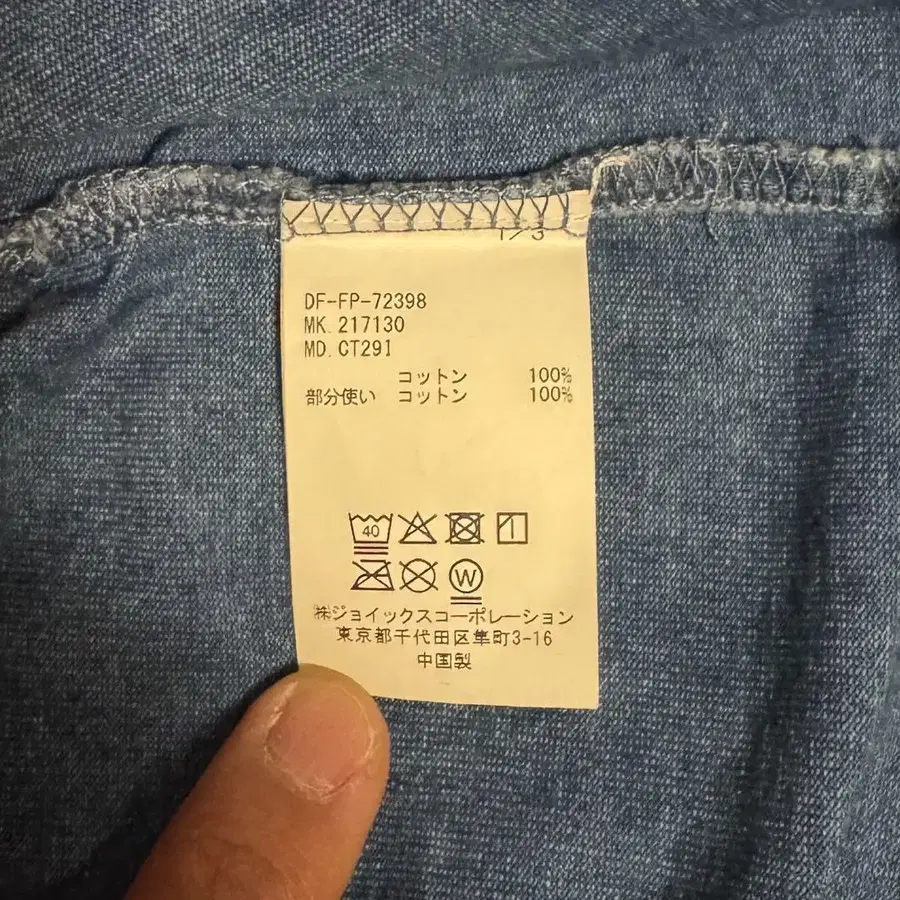 1/3
DF-FP-72398
MK. 217130
MD. CT29I
コットン 100%
部分使い コットン 100%
40
W
㈱ジョイックスコーポレーション
東京都千代田区隼町3-16
中国製